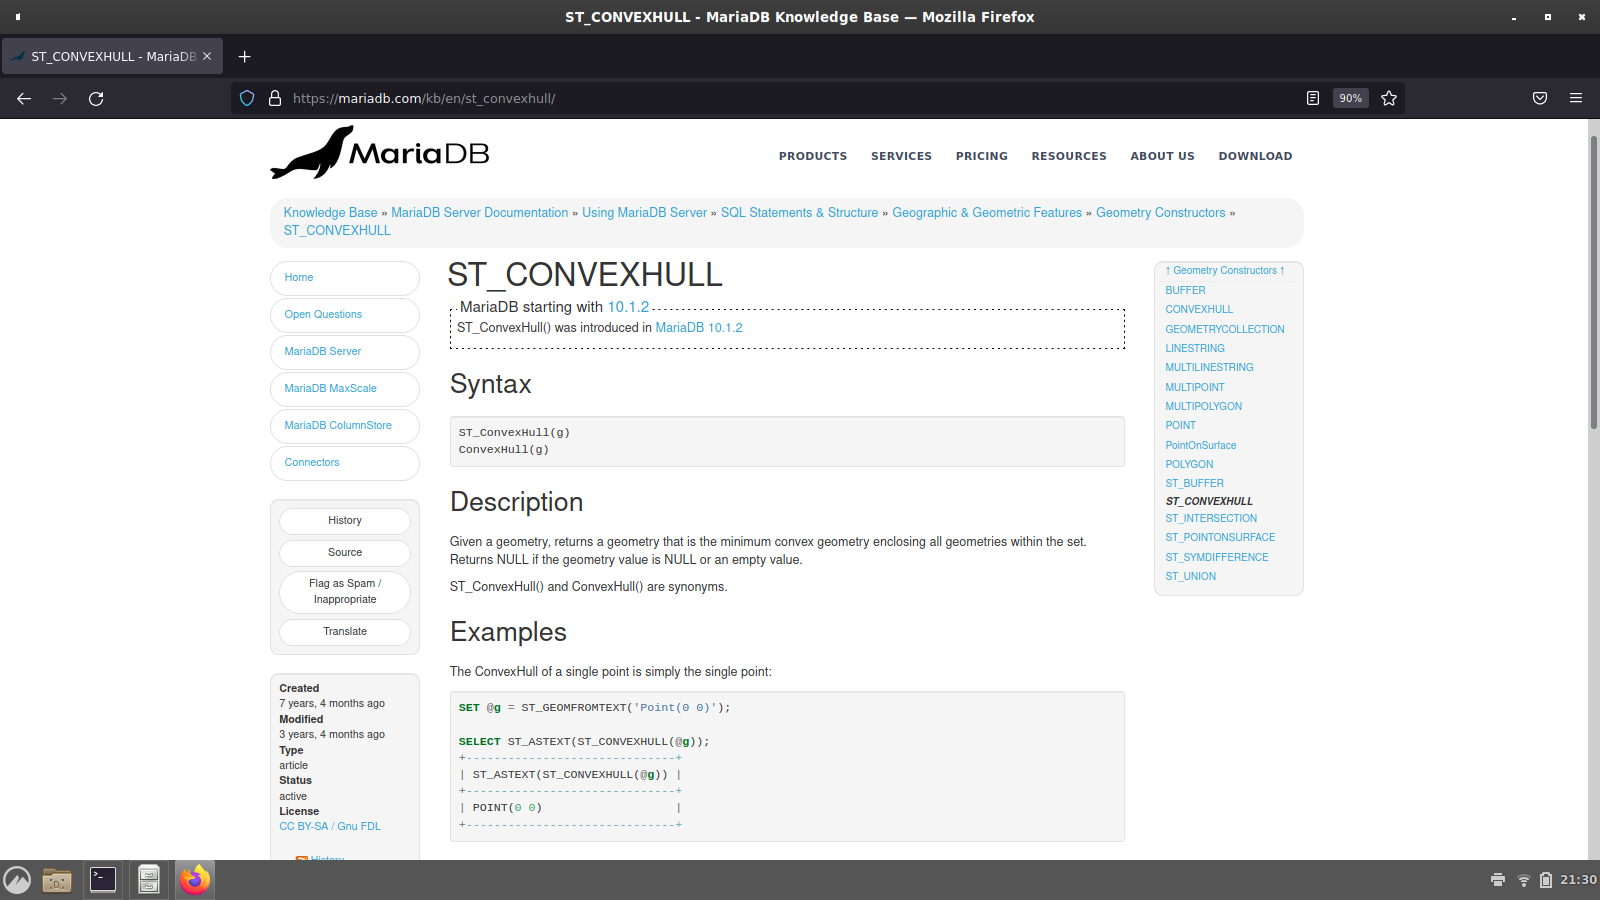 ST_CONVEXHULL - MariaDB Knowledge Base — Mozilla Firefox
ST_CONVEXHULL - MariaDB
https://mariadb.com/kb/en/st_convexhull/
90%
MariaDB
PRODUCTS SERVICES PRICING RESOURCES ABOUT US DOWNLOAD
Knowledge Base » MariaDB Server Documentation » Using MariaDB Server » SQL Statements & Structure » Geographic & Geometric Features » Geometry Constructors »
ST_CONVEXHULL
Home
Open Questions
MariaDB Server
MariaDB MaxScale
MariaDB ColumnStore
Connectors
History
Source
Flag as Spam /
Inappropriate
Translate
Created
7 years, 4 months ago
Modified
3 years, 4 months ago
Type
article
Status
active
License
CC BY-SA / Gnu FDL
History
ST_CONVEXHULL
MariaDB starting with 10.1.2
ST_ConvexHull() was introduced in MariaDB 10.1.2
Syntax
ST_ConvexHull(g)
ConvexHull(g)
Description
Given a geometry, returns a geometry that is the minimum convex geometry enclosing all geometries within the set.
Returns NULL if the geometry value is NULL or an empty value.
ST_ConvexHull() and ConvexHull() are synonyms.
Examples
The ConvexHull of a single point is simply the single point:
SET @g = ST_GEOMFROMTEXT('Point(0 0)');
SELECT ST_ASTEXT(ST_CONVEXHULL(@g));
+------------------------------+
| ST_ASTEXT(ST_CONVEXHULL(@g)) |
+------------------------------+
| POINT(0 0)                   |
+------------------------------+
↑ Geometry Constructors ↑
BUFFER
CONVEXHULL
GEOMETRYCOLLECTION
LINESTRING
MULTILINESTRING
MULTIPOINT
MULTIPOLYGON
POINT
PointOnSurface
POLYGON
ST_BUFFER
ST_CONVEXHULL
ST_INTERSECTION
ST_POINTONSURFACE
ST_SYMDIFFERENCE
ST_UNION
21:30